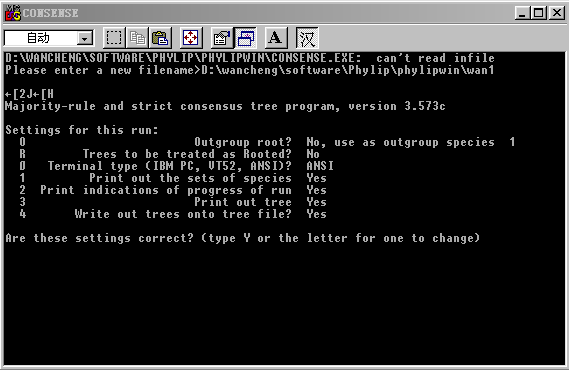 CONSENSE
自动
A
汉
D:\WANCHENG\SOFTWARE\PHYLIP\PHYLIPWIN\CONSENSE.EXE:  can't read infile
Please enter a new filename>D:\wancheng\software\Phylip\phylipwin\wan1
←[2J←[H
Majority-rule and strict consensus tree program, version 3.573c
Settings for this run:
O Outgroup root? No, use as outgroup species 1
R Trees to be treated as Rooted? No
0 Terminal type (IBM PC, VT52, ANSI)? ANSI
1 Print out the sets of species Yes
2 Print indications of progress of run Yes
3 Print out tree Yes
4 Write out trees onto tree file? Yes
Are these settings correct? (type Y or the letter for one to change)